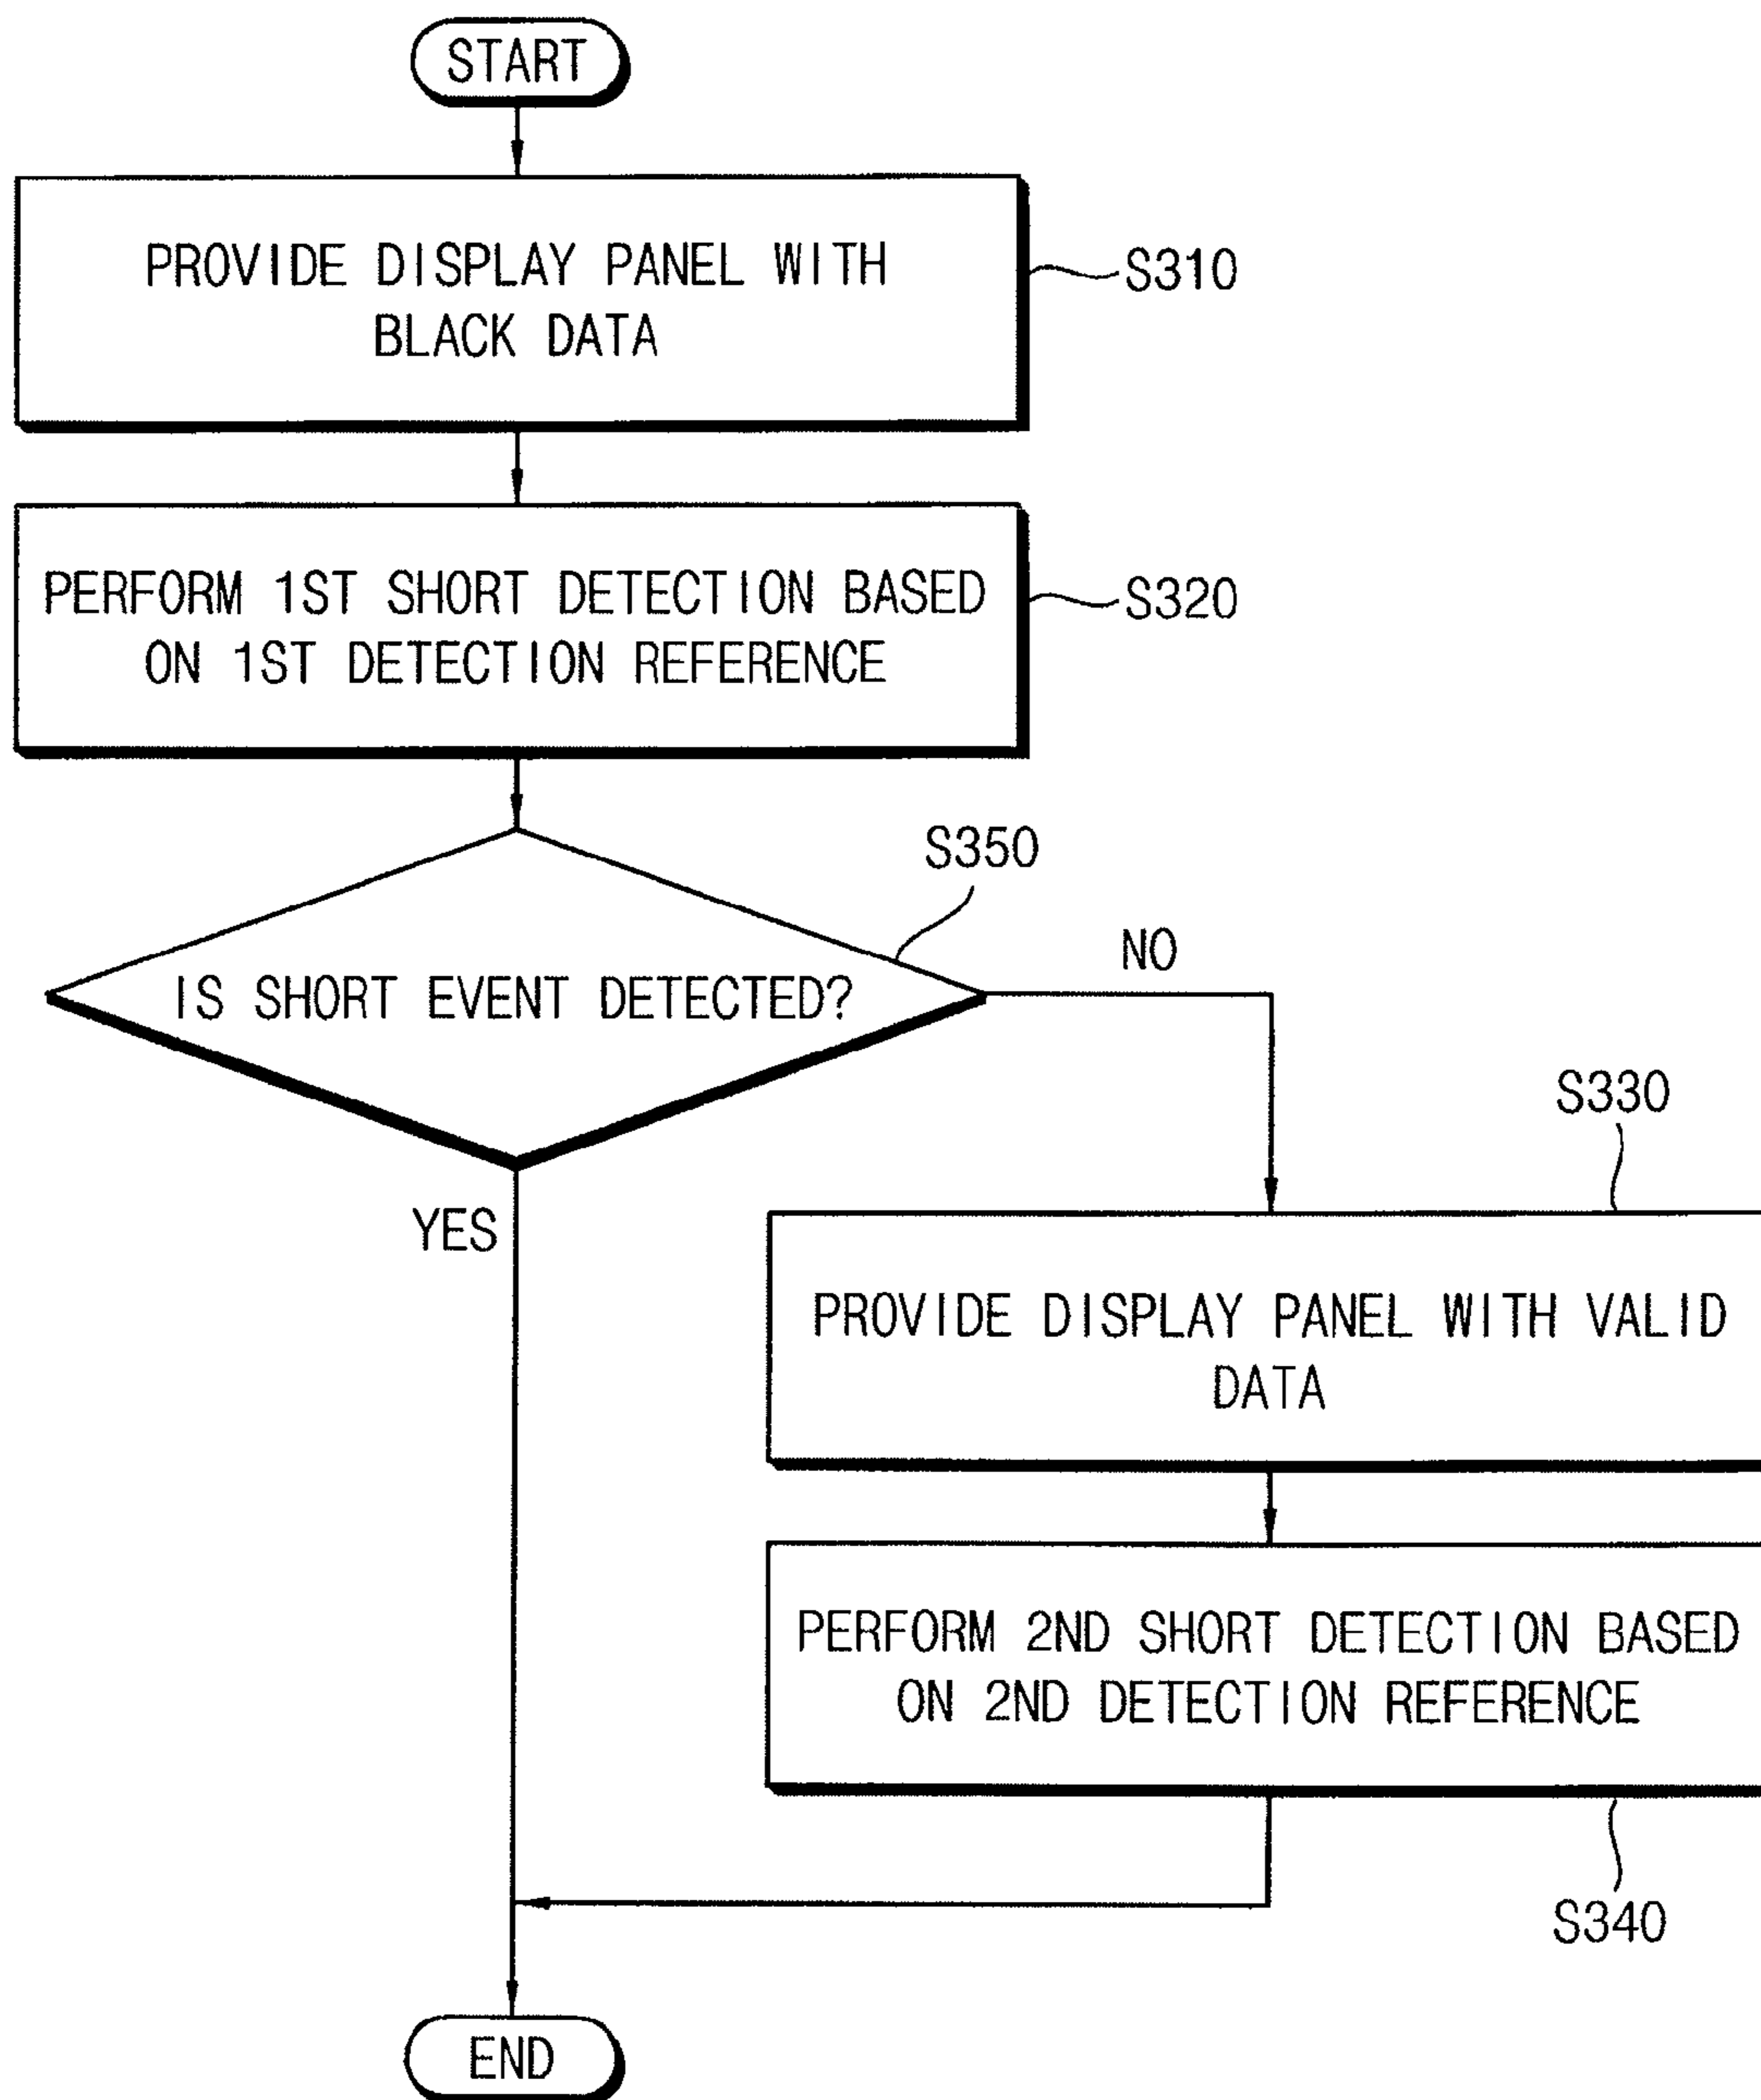 START
PROVIDE DISPLAY PANEL WITH
BLACK DATA
S310
PERFORM 1ST SHORT DETECTION BASED
ON 1ST DETECTION REFERENCE
S320
S350
IS SHORT EVENT DETECTED?
NO
YES
S330
PROVIDE DISPLAY PANEL WITH VALID
DATA
PERFORM 2ND SHORT DETECTION BASED
ON 2ND DETECTION REFERENCE
S340
END